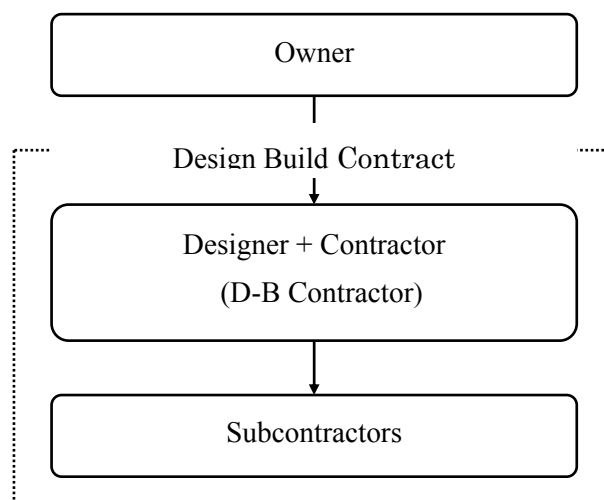 Owner
Design Build Contract
Designer + Contractor
(D-B Contractor)
Subcontractors